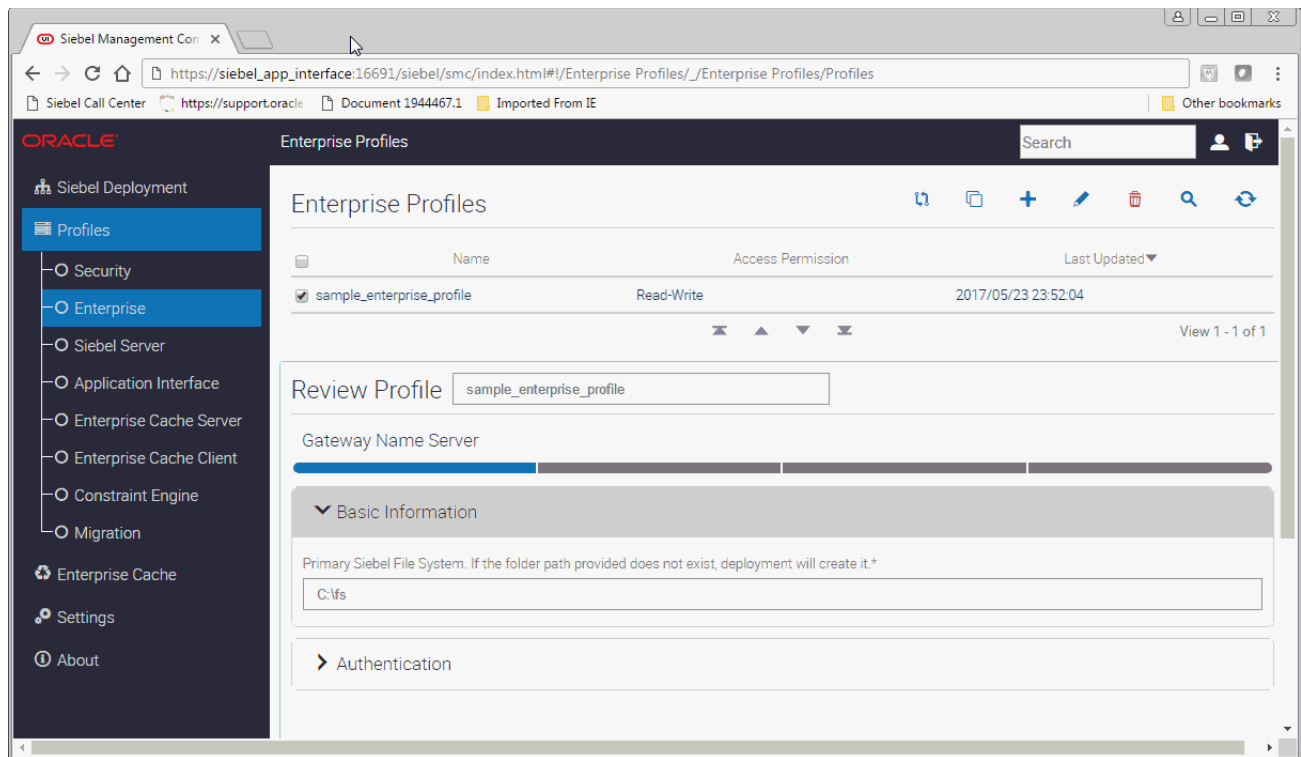 Siebel Management Con
https://siebel_app_interface:16691/siebel/smc/index.html#!/Enterprise Profiles/_/Enterprise Profiles/Profiles
Siebel Call Center https://support.oracle Document 1944467.1 Imported From IE Other bookmarks
ORACLE Enterprise Profiles Search
Siebel Deployment
Profiles
Security
Enterprise
Siebel Server
Application Interface
Enterprise Cache Server
Enterprise Cache Client
Constraint Engine
Migration
Enterprise Cache
Settings
About
Enterprise Profiles
Name Access Permission Last Updated
sample_enterprise_profile Read-Write 2017/05/23 23:52:04
View 1 - 1 of 1
Review Profile sample_enterprise_profile
Gateway Name Server
Basic Information
Primary Siebel File System. If the folder path provided does not exist, deployment will create it.*
C:\fs
Authentication